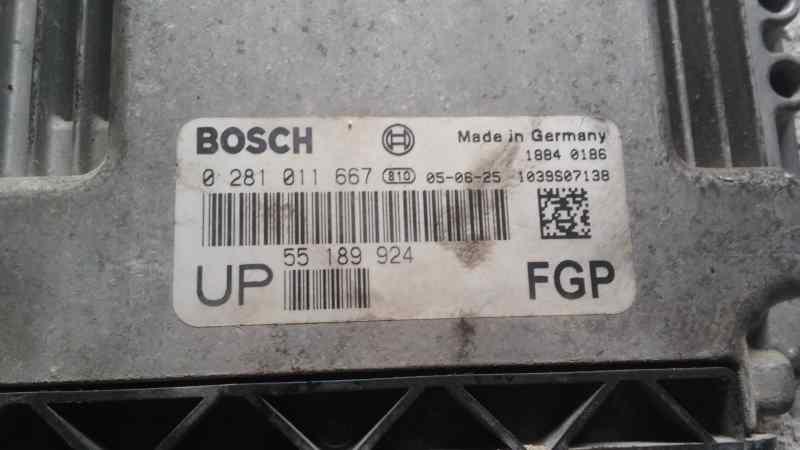 BOSCH
Made in Germany
1884 0186
0 281 011 667 810 05-06-25 1039S07138
55 189 924
UP
FGP